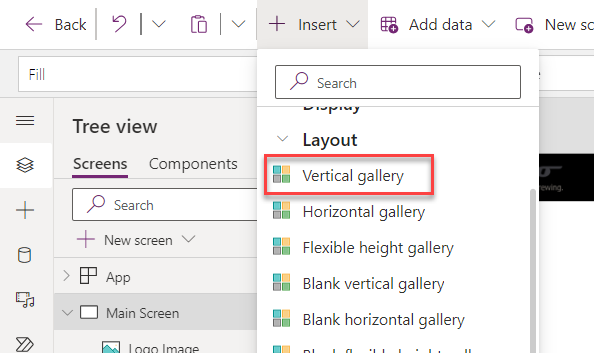 Back
Insert
Add data
New sc
Fill
Search
Display
Layout
Vertical gallery
Horizontal gallery
Flexible height gallery
Blank vertical gallery
Blank horizontal gallery
Tree view
Screens Components
Search
New screen
App
Main Screen
Logo Image
rewing.